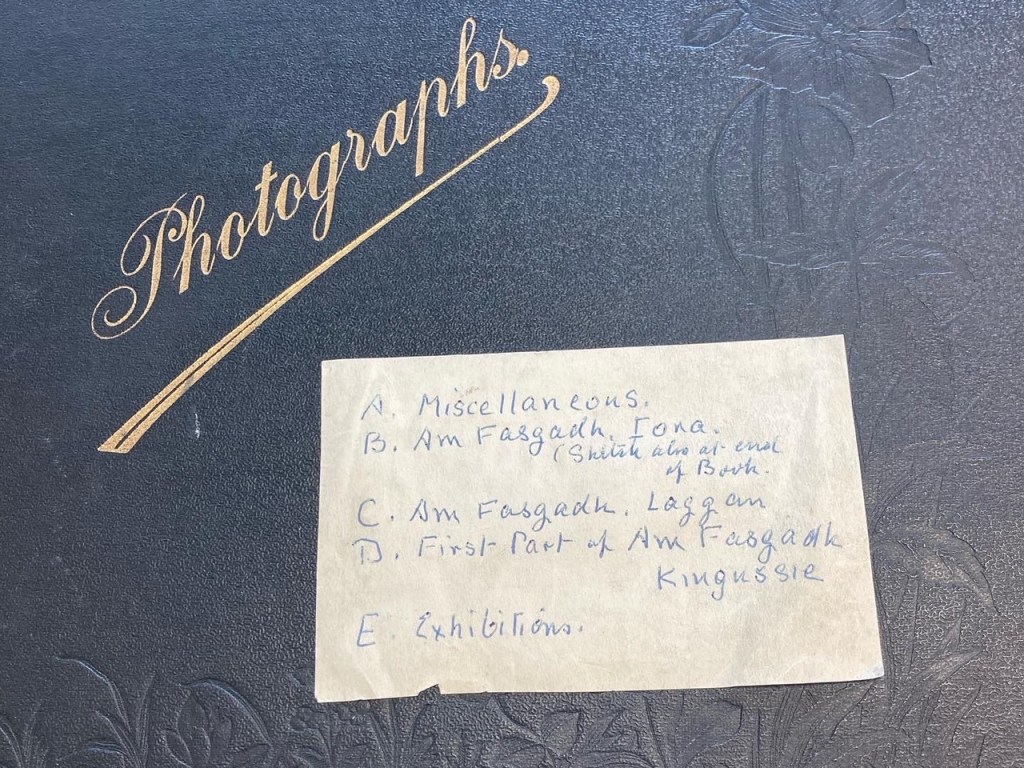 Photographs.
A. Miscellaneous.
B. Am Fasgadh, Iona.
(Sketch also at end
of Book.
C. Am Fasgadh, Laggan
D. First Part of Am Fasgadh
Kingussie
E. Exhibitions.